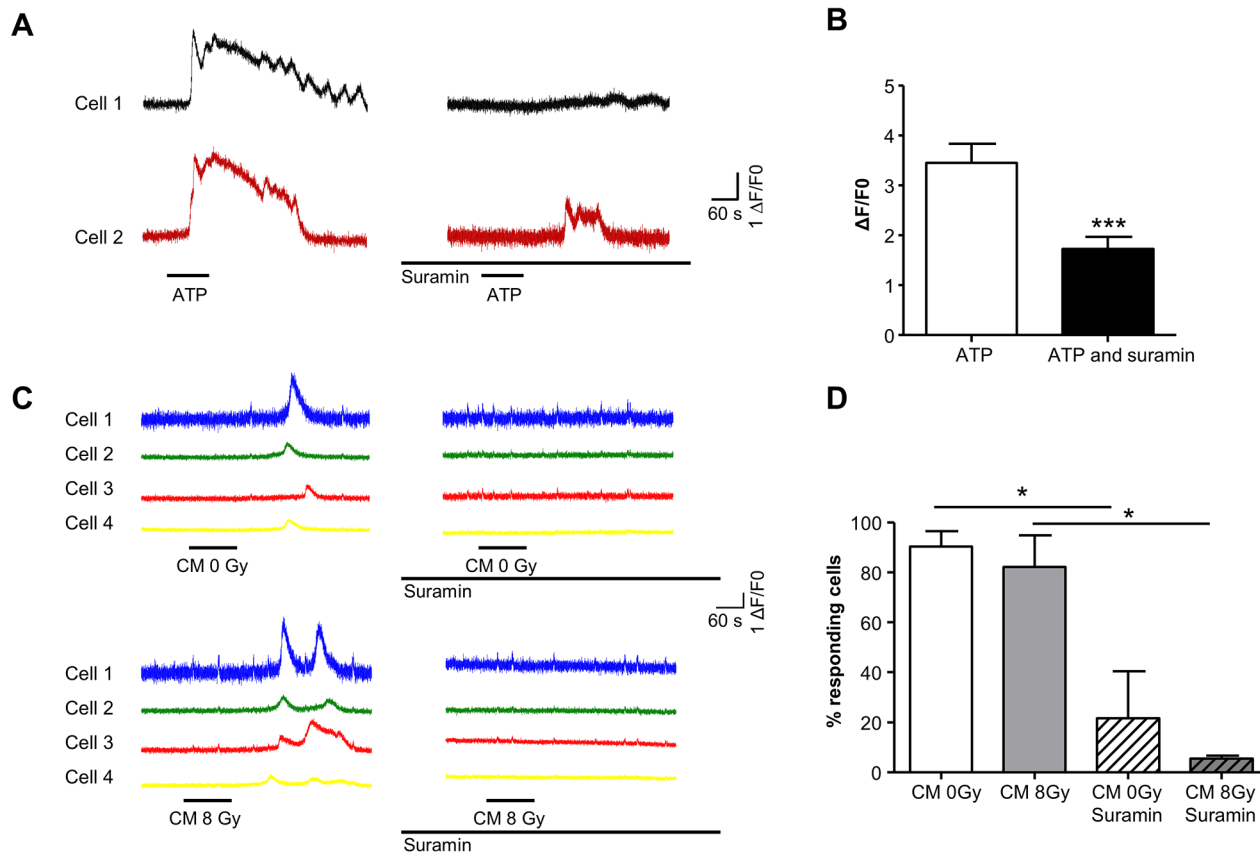 A
Cell 1
Cell 2
ATP
Suramin
ATP
60 s
1 ΔF/F0
B
ΔF/F0
5
4
3
2
1
0
***
ATP
ATP and suramin
C
Cell 1
Cell 2
Cell 3
Cell 4
CM 0 Gy
CM 0 Gy
Suramin
60 s
1 ΔF/F0
Cell 1
Cell 2
Cell 3
Cell 4
CM 8 Gy
CM 8 Gy
Suramin
D
% responding cells
100
80
60
40
20
0
*
*
CM 0Gy
CM 8Gy
CM 0Gy
Suramin
CM 8Gy
Suramin